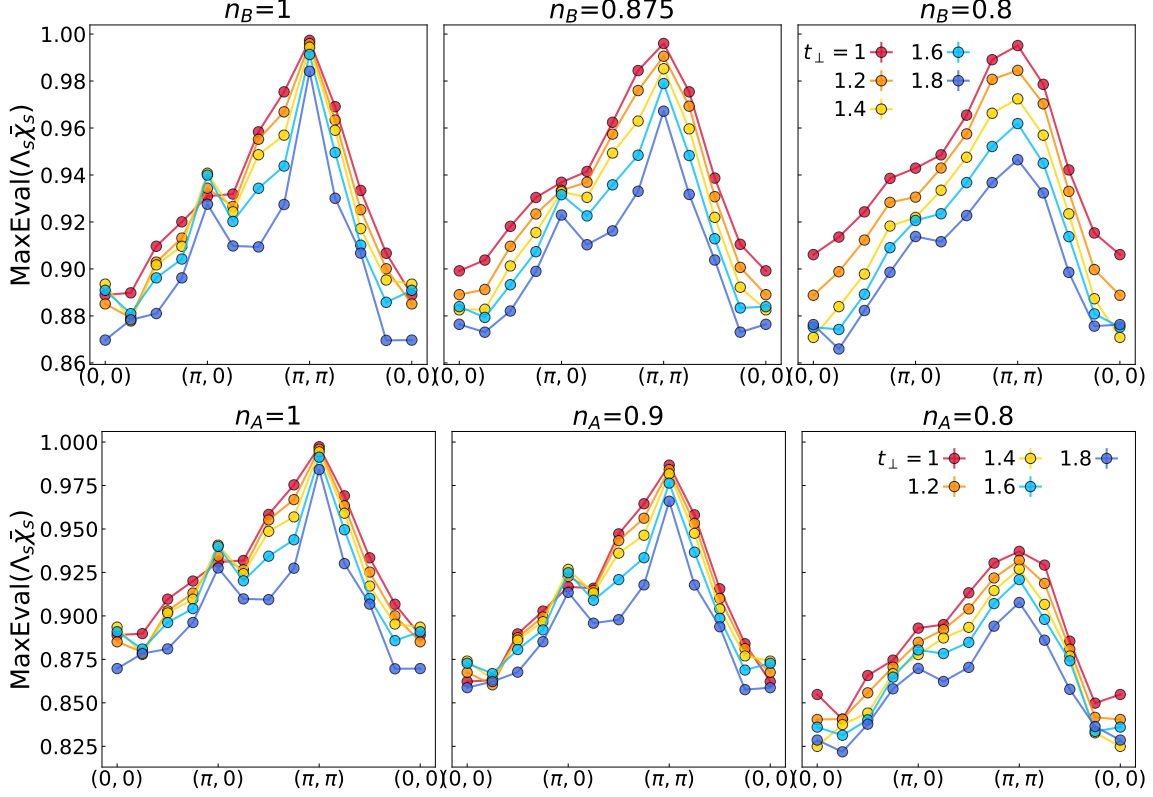 n_B=1
n_B=0.875
n_B=0.8
MaxEval(Λ_s χ̄_s)
1.00
0.98
0.96
0.94
0.92
0.90
0.88
0.86
t_⊥ = 1
1.2
1.4
1.6
1.8
(0, 0)
(π, 0)
(π, π)
(0, 0)
(0, 0)
(π, 0)
(π, π)
(0, 0)
(0, 0)
(π, 0)
(π, π)
(0, 0)
n_A=1
n_A=0.9
n_A=0.8
MaxEval(Λ_s χ̄_s)
1.000
0.975
0.950
0.925
0.900
0.875
0.850
0.825
t_⊥ = 1
1.2
1.4
1.6
1.8
(0, 0)
(π, 0)
(π, π)
(0, 0)
(0, 0)
(π, 0)
(π, π)
(0, 0)
(0, 0)
(π, 0)
(π, π)
(0, 0)